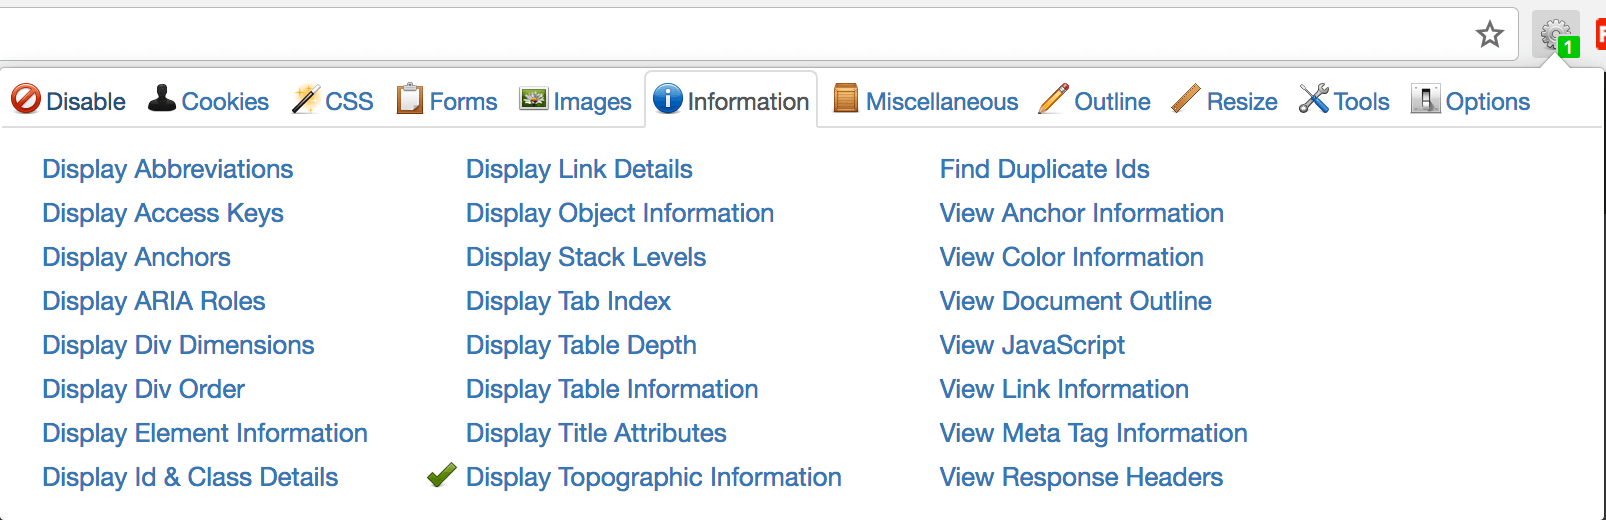 1
Disable Cookies CSS Forms Images Information Miscellaneous Outline Resize Tools Options
Display Abbreviations
Display Access Keys
Display Anchors
Display ARIA Roles
Display Div Dimensions
Display Div Order
Display Element Information
Display Id & Class Details
Display Link Details
Display Object Information
Display Stack Levels
Display Tab Index
Display Table Depth
Display Table Information
Display Title Attributes
Display Topographic Information
Find Duplicate Ids
View Anchor Information
View Color Information
View Document Outline
View JavaScript
View Link Information
View Meta Tag Information
View Response Headers